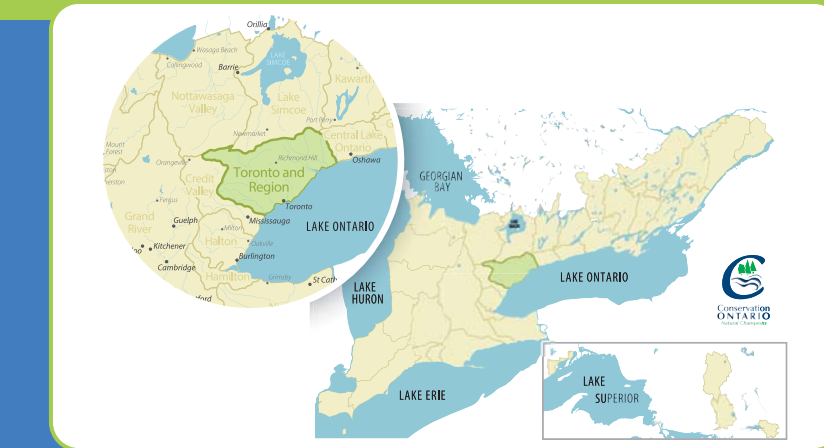 Orillia
Wasaga Beach
Collingwood
LAKE
SIMCOE
Barrie
Kawarth
Nottawasaga
Valley
Lake
Simcoe
Port Perry
Newmarket
Central Lake
Ontario
Mount
Forest
Orangeville
Richmond Hill
Oshawa
Credit
Valley
Toronto and
Region
Fergus
Toronto
Grand
River
Guelph
Mississauga
Milton
Halton
Oakville
LAKE ONTARIO
Kitchener
Cambridge
Burlington
Hamilton
Grimsby
St Cath
GEORGIAN
BAY
LAKE
HURON
LAKE ONTARIO
LAKE ERIE
Conservation
ONTARIO
Natural Champions
LAKE
SUPERIOR